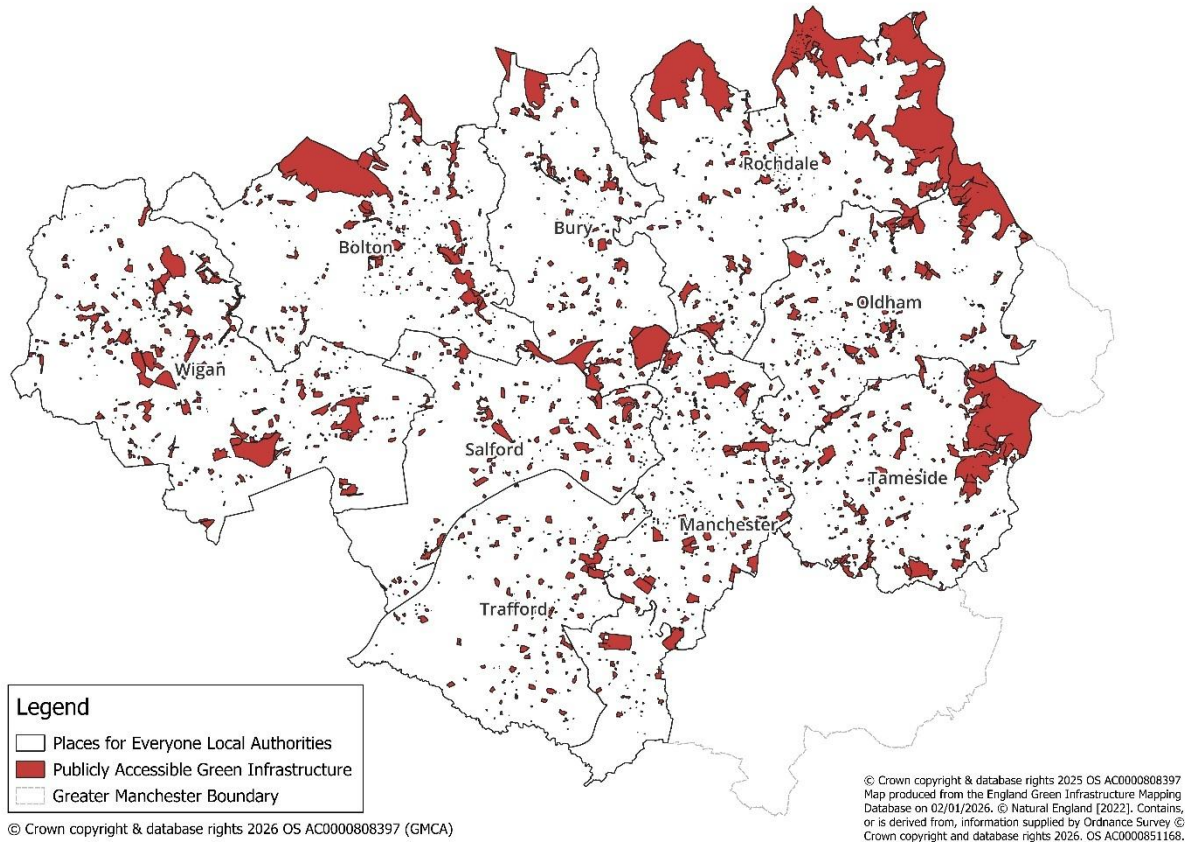 Rochdale
Bury
Bolton
Oldham
Wigan
Salford
Tameside
Manchester
Trafford
Legend
Places for Everyone Local Authorities
Publicly Accessible Green Infrastructure
Greater Manchester Boundary
© Crown copyright & database rights 2026 OS AC0000808397 (GMCA)
© Crown copyright & database rights 2025 OS AC0000808397
Map produced from the England Green Infrastructure Mapping
Database on 02/01/2026. © Natural England [2022]. Contains,
or is derived from, information supplied by Ordnance Survey ©
Crown copyright and database rights 2026. OS AC0000851168.